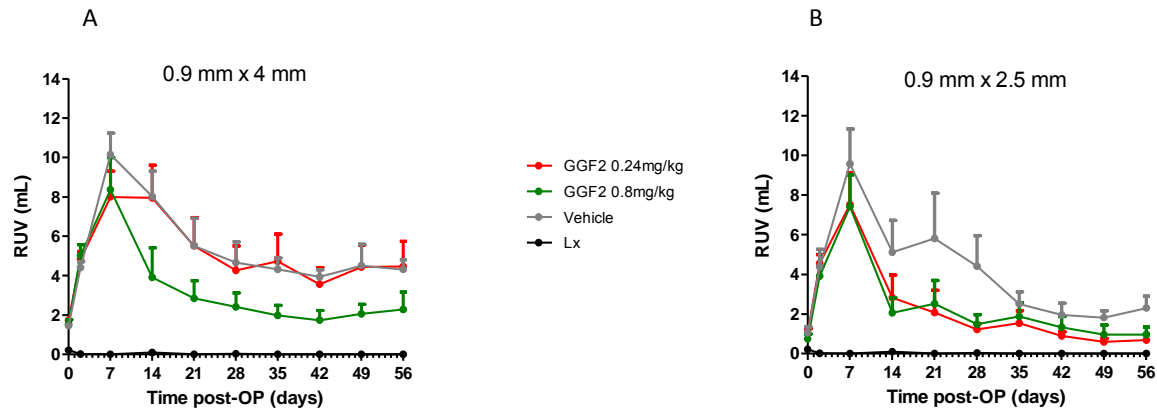 A
0.9 mm x 4 mm
RUV (mL)
14
12
10
8
6
4
2
0
0 7 14 21 28 35 42 49 56
Time post-OP (days)
GGF2 0.24mg/kg
GGF2 0.8mg/kg
Vehicle
Lx
B
0.9 mm x 2.5 mm
RUV (mL)
14
12
10
8
6
4
2
0
0 7 14 21 28 35 42 49 56
Time post-OP (days)